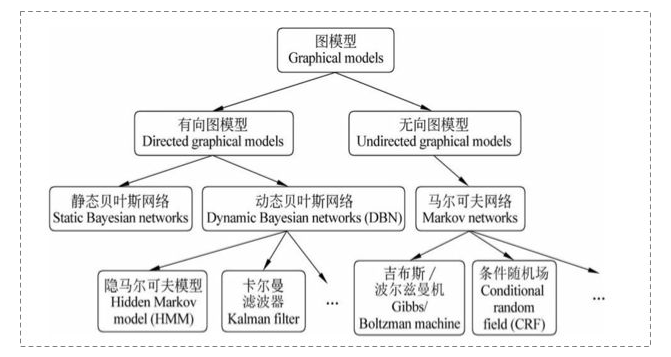 图模型
Graphical models
有向图模型
Directed graphical models
无向图模型
Undirected graphical models
静态贝叶斯网络
Static Bayesian networks
动态贝叶斯网络
Dynamic Bayesian networks (DBN)
马尔可夫网络
Markov networks
隐马尔可夫模型
Hidden Markov
model (HMM)
卡尔曼
滤波器
Kalman filter
...
吉布斯/
波尔兹曼机
Gibbs/
Boltzman machine
条件随机场
Conditional
random
field (CRF)
...